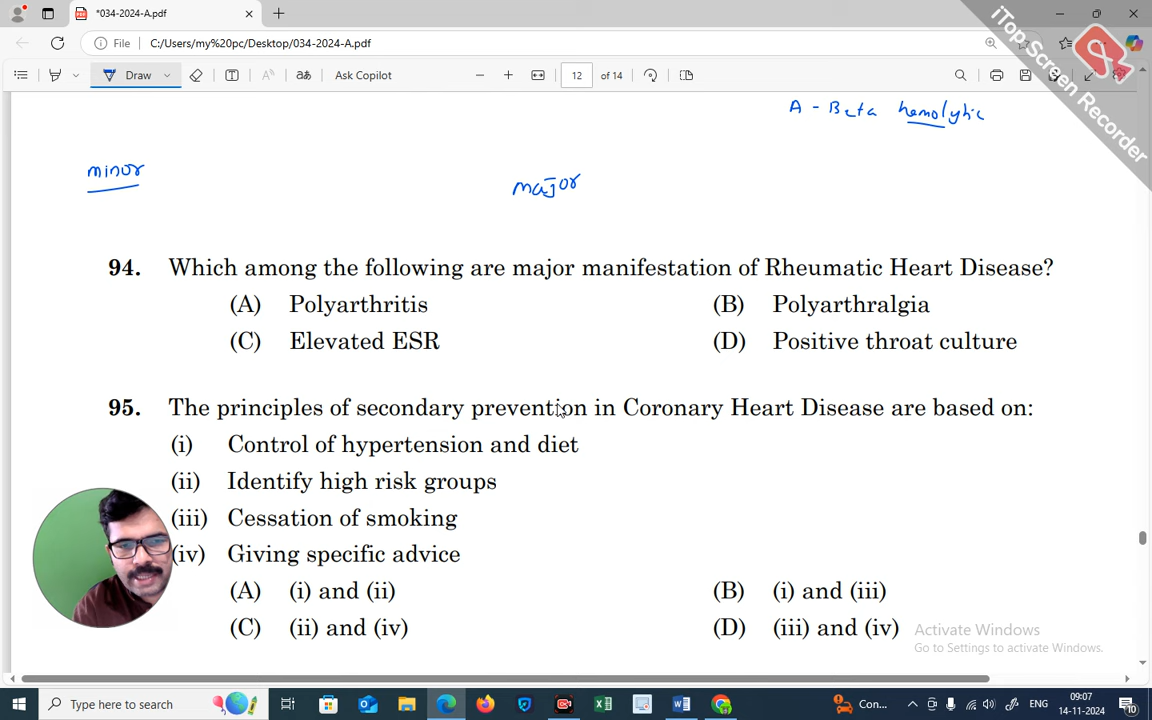 *034-2024-A.pdf
File C:/Users/my%20pc/Desktop/034-2024-A.pdf
iTop Screen Recorder
Draw
aあ
Ask Copilot
12 of 14
A - Beta hemolytic
minor
major
94. Which among the following are major manifestation of Rheumatic Heart Disease?
(A) Polyarthritis (B) Polyarthralgia
(C) Elevated ESR (D) Positive throat culture
95. The principles of secondary prevention in Coronary Heart Disease are based on:
(i) Control of hypertension and diet
(ii) Identify high risk groups
(iii) Cessation of smoking
(iv) Giving specific advice
(A) (i) and (ii) (B) (i) and (iii)
(C) (ii) and (iv) (D) (iii) and (iv)
Activate Windows
Go to Settings to activate Windows.
Type here to search
Con...
ENG
09:07
14-11-2024
10